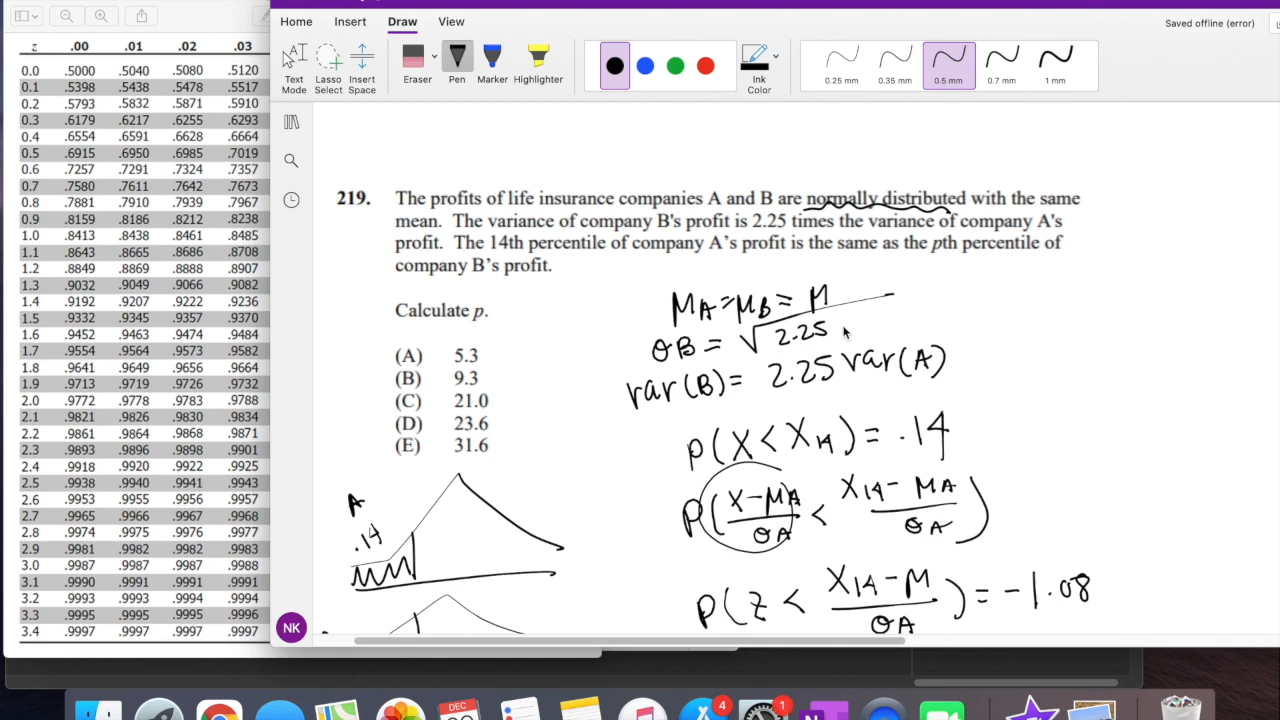 Home Insert Draw View
Saved offline (error)
Text Mode
Lasso Select
Insert Space
Eraser
Pen
Marker
Highlighter
Ink Color
0.25 mm
0.35 mm
0.5 mm
0.7 mm
1 mm
z .00 .01 .02 .03
0.0 .5000 .5040 .5080 .5120
0.1 .5398 .5438 .5478 .5517
0.2 .5793 .5832 .5871 .5910
0.3 .6179 .6217 .6255 .6293
0.4 .6554 .6591 .6628 .6664
0.5 .6915 .6950 .6985 .7019
0.6 .7257 .7291 .7324 .7357
0.7 .7580 .7611 .7642 .7673
0.8 .7881 .7910 .7939 .7967
0.9 .8159 .8186 .8212 .8238
1.0 .8413 .8438 .8461 .8485
1.1 .8643 .8665 .8686 .8708
1.2 .8849 .8869 .8888 .8907
1.3 .9032 .9049 .9066 .9082
1.4 .9192 .9207 .9222 .9236
1.5 .9332 .9345 .9357 .9370
1.6 .9452 .9463 .9474 .9484
1.7 .9554 .9564 .9573 .9582
1.8 .9641 .9649 .9656 .9664
1.9 .9713 .9719 .9726 .9732
2.0 .9772 .9778 .9783 .9788
2.1 .9821 .9826 .9830 .9834
2.2 .9861 .9864 .9868 .9871
2.3 .9893 .9896 .9898 .9901
2.4 .9918 .9920 .9922 .9925
2.5 .9938 .9940 .9941 .9943
2.6 .9953 .9955 .9956 .9957
2.7 .9965 .9966 .9967 .9968
2.8 .9974 .9975 .9976 .9977
2.9 .9981 .9982 .9982 .9983
3.0 .9987 .9987 .9987 .9988
3.1 .9990 .9991 .9991 .9991
3.2 .9993 .9993 .9994 .9994
3.3 .9995 .9995 .9995 .9996
3.4 .9997 .9997 .9997 .9997
219. The profits of life insurance companies A and B are normally distributed with the same
mean. The variance of company B's profit is 2.25 times the variance of company A's
profit. The 14th percentile of company A’s profit is the same as the pth percentile of
company B’s profit.
Calculate p.
(A) 5.3
(B) 9.3
(C) 21.0
(D) 23.6
(E) 31.6
μA=μB= μ
σB = √2.25
var(B)= 2.25 var(A)
P(X < X14) = .14
P(X-μA/σA < X14-μA/σA)
P(Z < X14-μ/σA) = -1.08
A
.14
NK
DEC
4
1